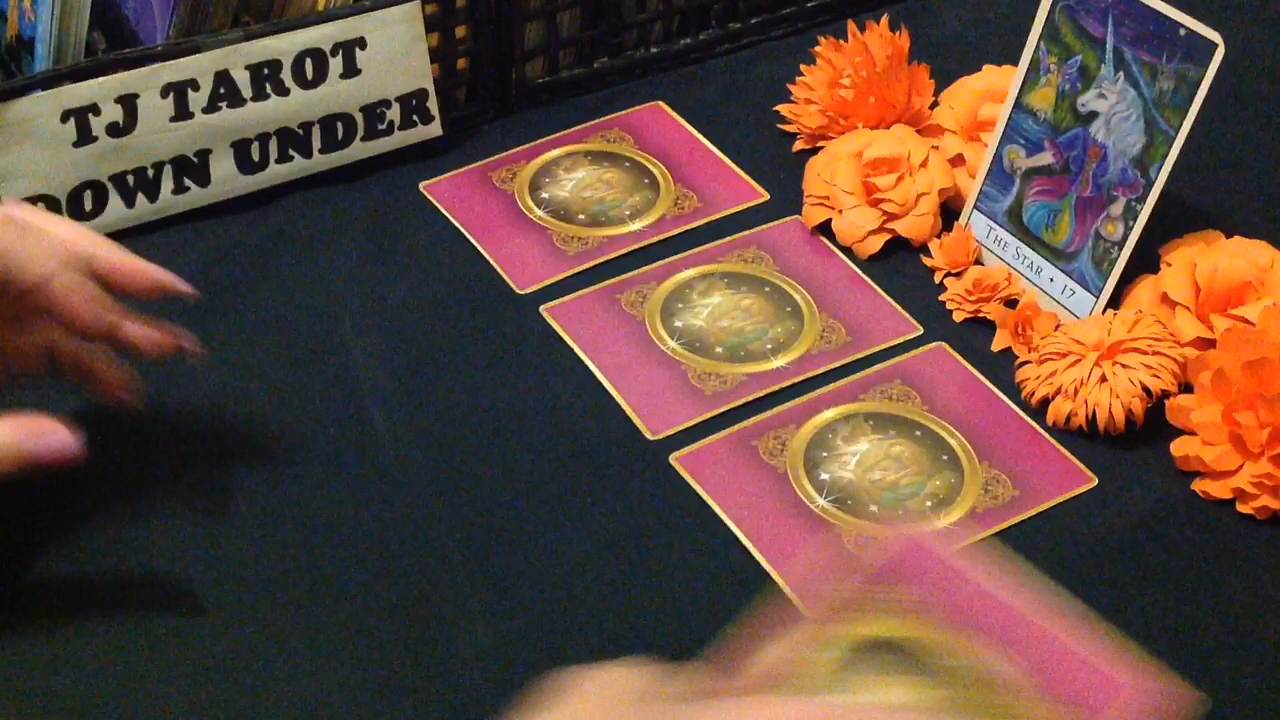 TJ TAROT
DOWN UNDER
THE STAR ✦ 17